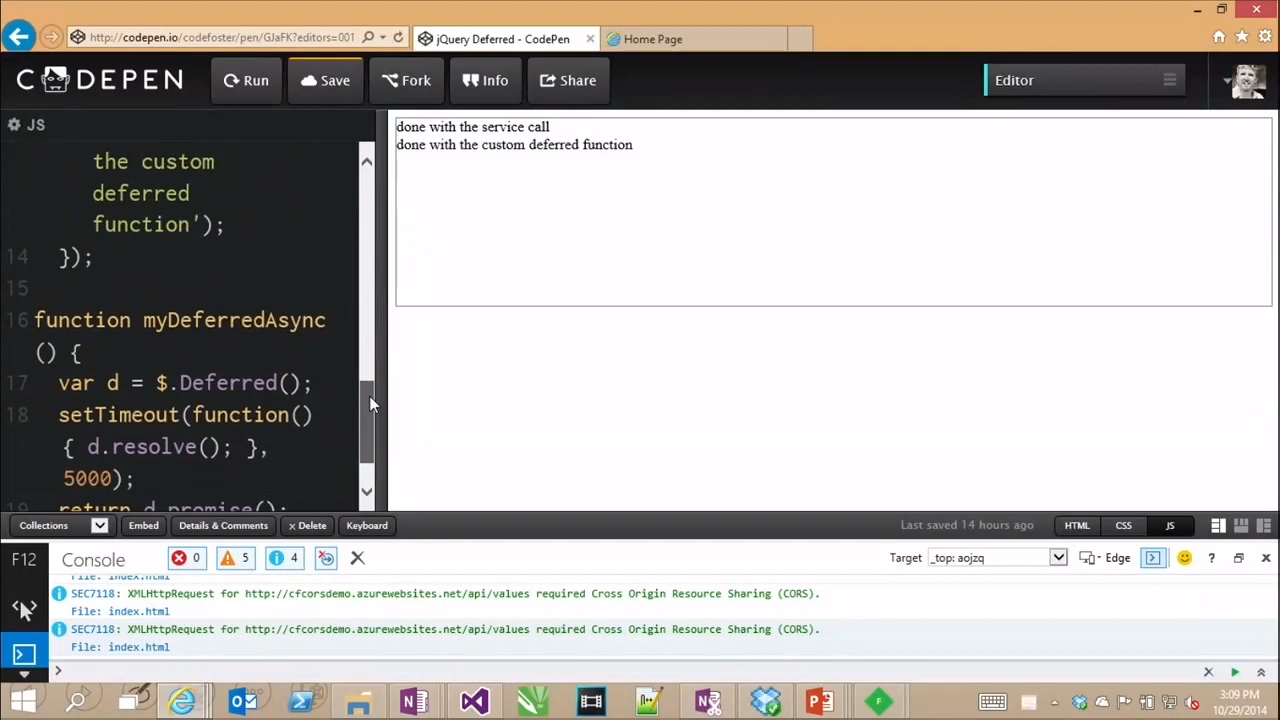 http://codepen.io/codefoster/pen/GJaFK?editors=001
jQuery Deferred - CodePen
Home Page
CODEPEN
Run
Save
Fork
Info
Share
Editor
JS
the custom
deferred
function');
14 });
15
16 function myDeferredAsync
() {
17 var d = $.Deferred();
18 setTimeout(function()
{ d.resolve(); },
5000);
19 return d.promise();
done with the service call
done with the custom deferred function
Collections
Embed
Details & Comments
× Delete
Keyboard
Last saved 14 hours ago
HTML
CSS
JS
F12
Console
0
5
4
Target
_top: aojzq
Edge
?
File: index.html
SEC7118: XMLHttpRequest for http://cfcorsdemo.azurewebsites.net/api/values required Cross Origin Resource Sharing (CORS).
File: index.html
SEC7118: XMLHttpRequest for http://cfcorsdemo.azurewebsites.net/api/values required Cross Origin Resource Sharing (CORS).
File: index.html
3:09 PM
10/29/2014